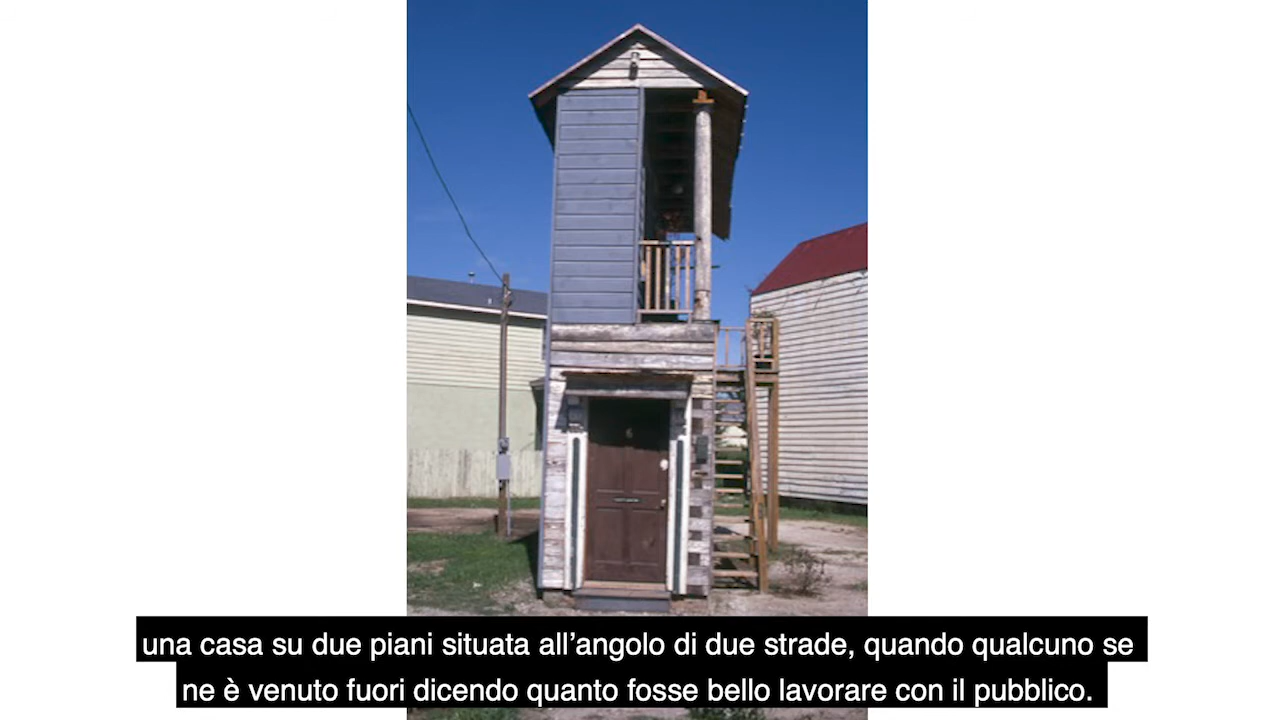 una casa su due piani situata all’angolo di due strade, quando qualcuno se
ne è venuto fuori dicendo quanto fosse bello lavorare con il pubblico.